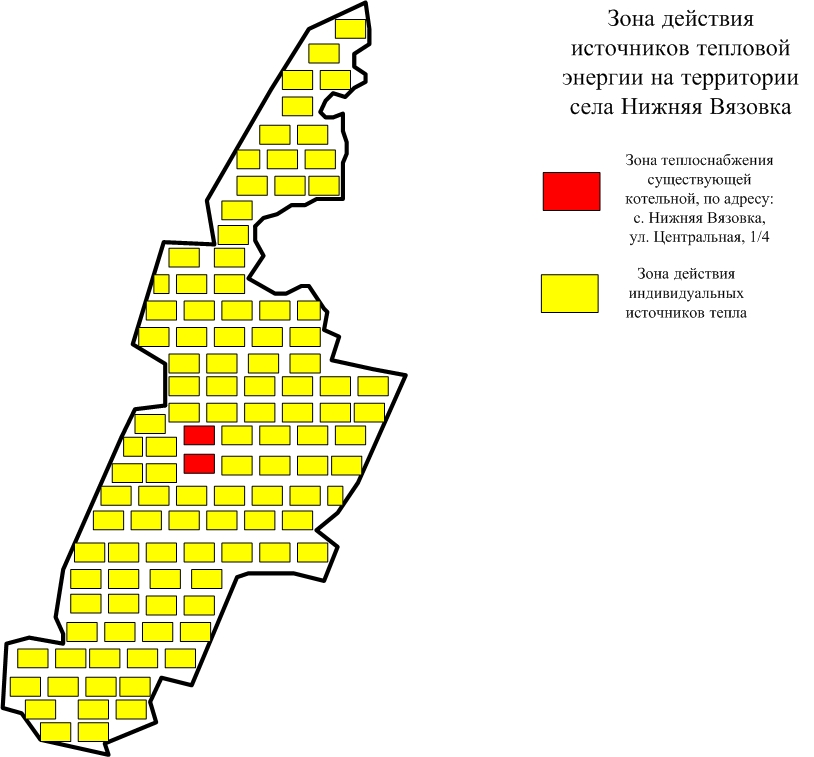 Зона действия
источников тепловой
энергии на территории
села Нижняя Вязовка
Зона теплоснабжения
существующей
котельной, по адресу:
с. Нижняя Вязовка,
ул. Центральная, 1/4
Зона действия
индивидуальных
источников тепла